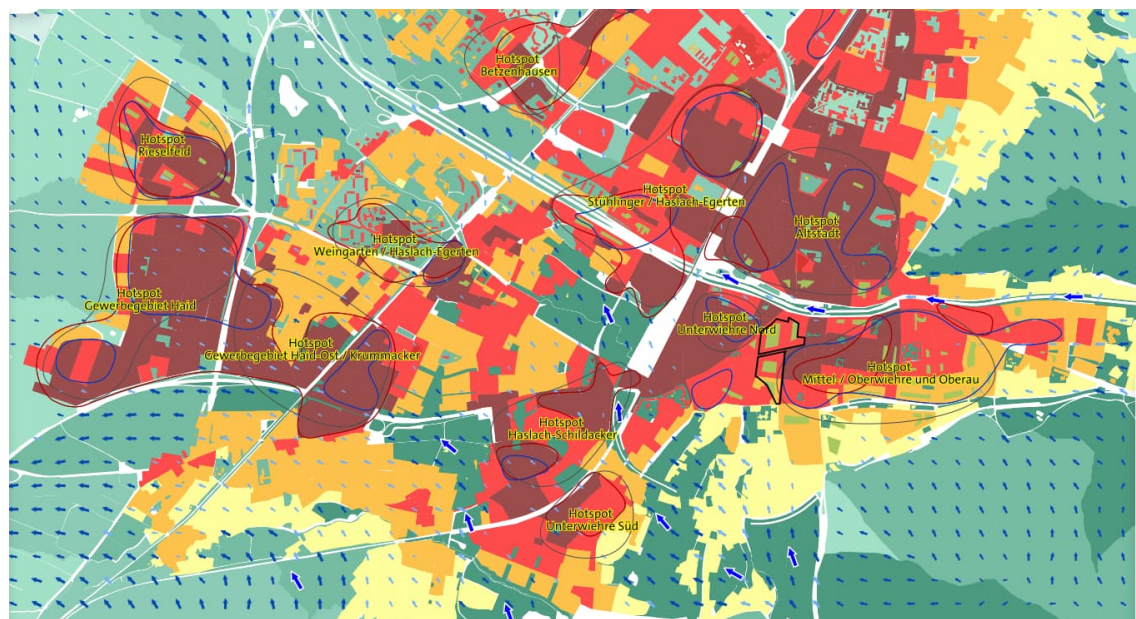 Hotspot
Betzenhausen
Hotspot
Rieselfeld
Hotspot
Stühlinger / Haslach-Egerten
Hotspot
Altstadt
Hotspot
Weingarten / Haslach-Egerten
Hotspot
Gewerbegebiet Haid
Hotspot
Unterwiehre Nord
Hotspot
Gewerbegebiet Haid-Ost / Krummacker
Hotspot
Mittel- / Oberwiehre und Oberau
Hotspot
Haslach-Schildacker
Hotspot
Unterwiehre Süd